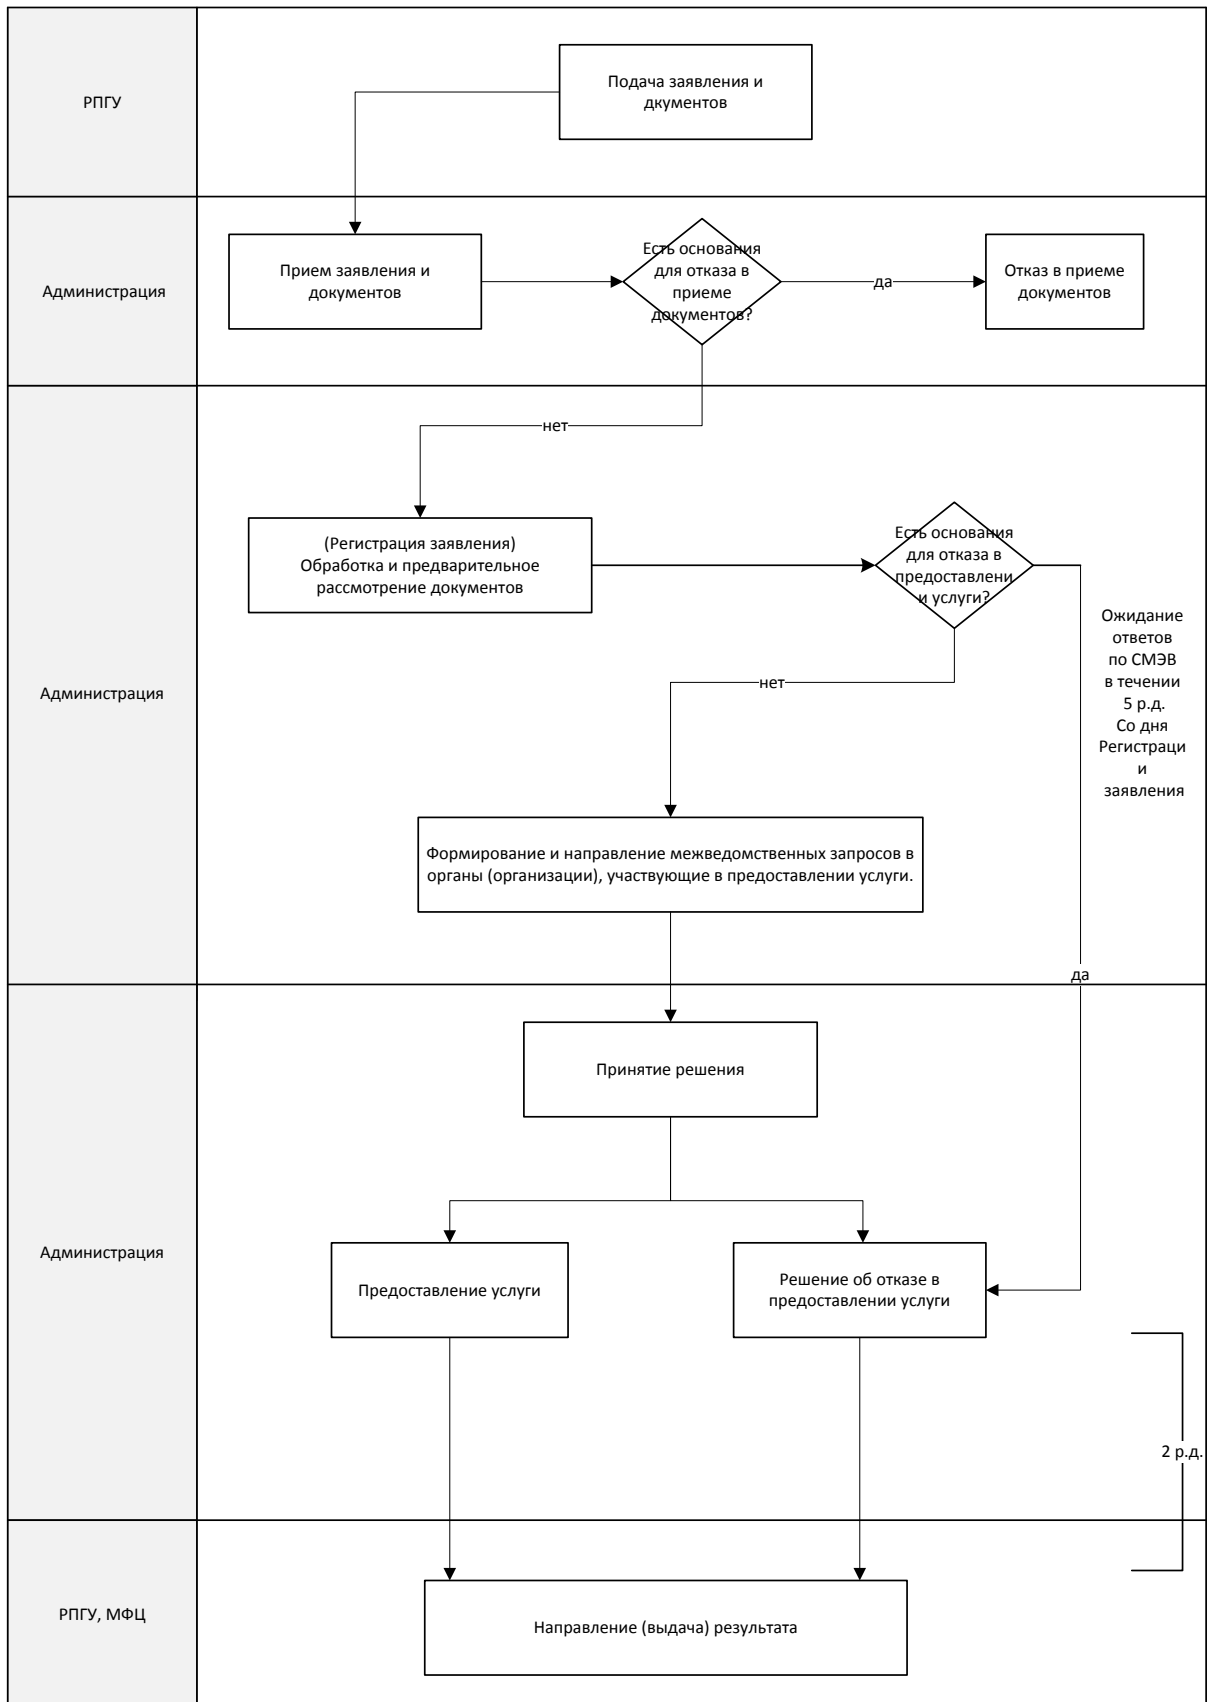 РПГУ
Подача заявления и
дкументов
Администрация
Прием заявления и
документов
Есть основания
для отказа в
приеме
документов?
да
Отказ в приеме
документов
нет
Администрация
(Регистрация заявления)
Обработка и предварительное
рассмотрение документов
Есть основания
для отказа в
предоставлени
и услуги?
Ожидание
ответов
по СМЭВ
в течении
5 р.д.
Со дня
Регистраци
и
заявления
нет
Формирование и направление межведомственных запросов в
органы (организации), участвующие в предоставлении услуги.
да
Администрация
Принятие решения
Предоставление услуги
Решение об отказе в
предоставлении услуги
2 р.д.
РПГУ, МФЦ
Направление (выдача) результата